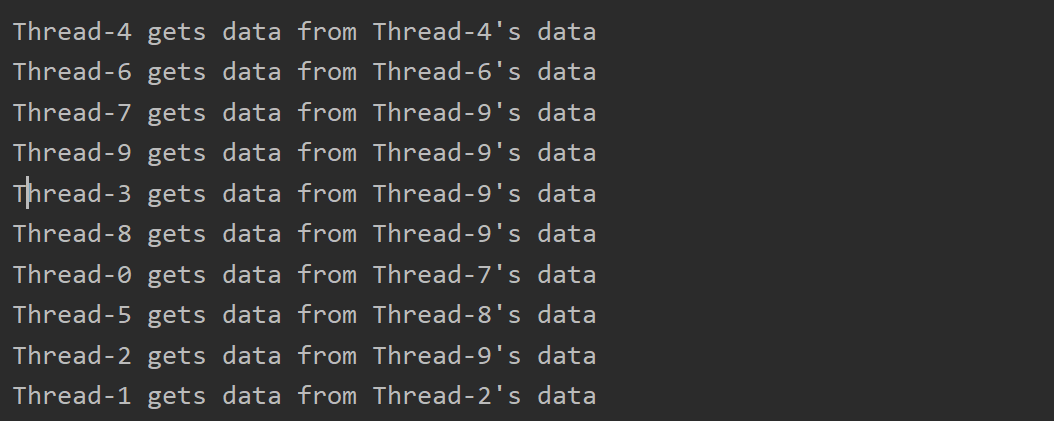 Thread-4 gets data from Thread-4's data
Thread-6 gets data from Thread-6's data
Thread-7 gets data from Thread-9's data
Thread-9 gets data from Thread-9's data
Thread-3 gets data from Thread-9's data
Thread-8 gets data from Thread-9's data
Thread-0 gets data from Thread-7's data
Thread-5 gets data from Thread-8's data
Thread-2 gets data from Thread-9's data
Thread-1 gets data from Thread-2's data